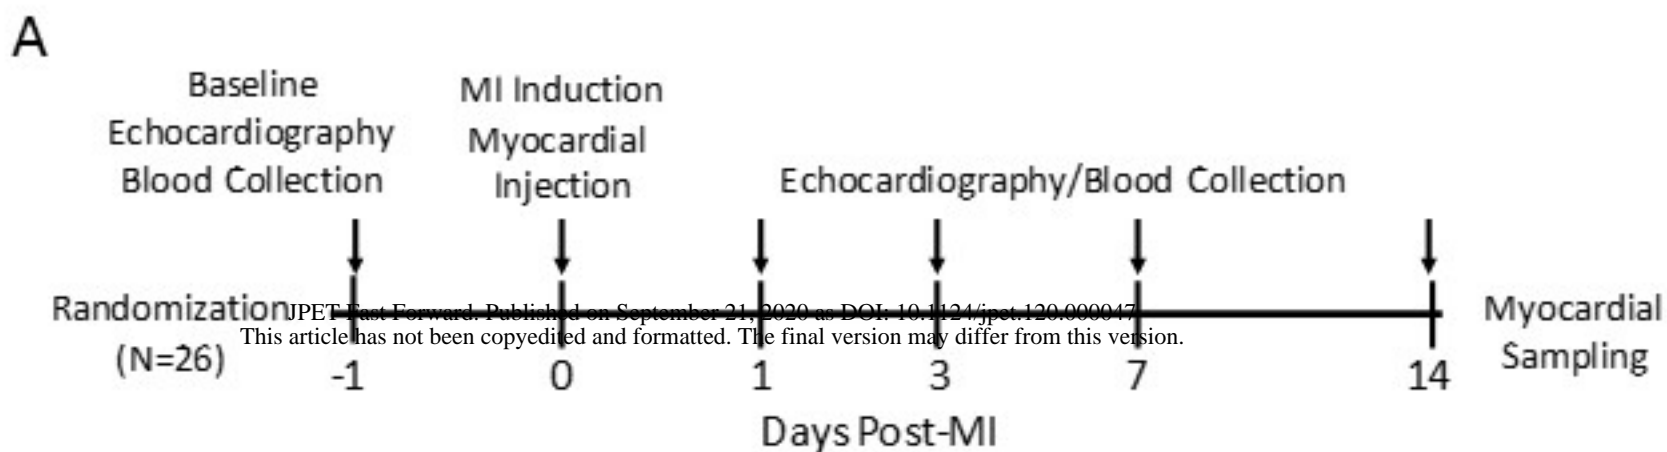 A
Baseline
Echocardiography
Blood Collection
MI Induction
Myocardial
Injection
Echocardiography/Blood Collection
Randomization
(N=26)
JPET Fast Forward. Published on September 21, 2020 as DOI: 10.1124/jpet.120.000047
This article has not been copyedited and formatted. The final version may differ from this version.
Myocardial
Sampling
-1 0 1 3 7 14
Days Post-MI